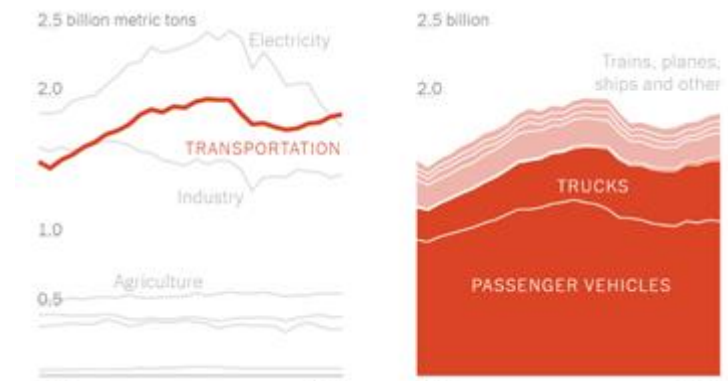 2.5 billion metric tons
Electricity
2.0
TRANSPORTATION
Industry
1.0
Agriculture
0.5
2.5 billion
Trains, planes,
ships and other
2.0
TRUCKS
PASSENGER VEHICLES